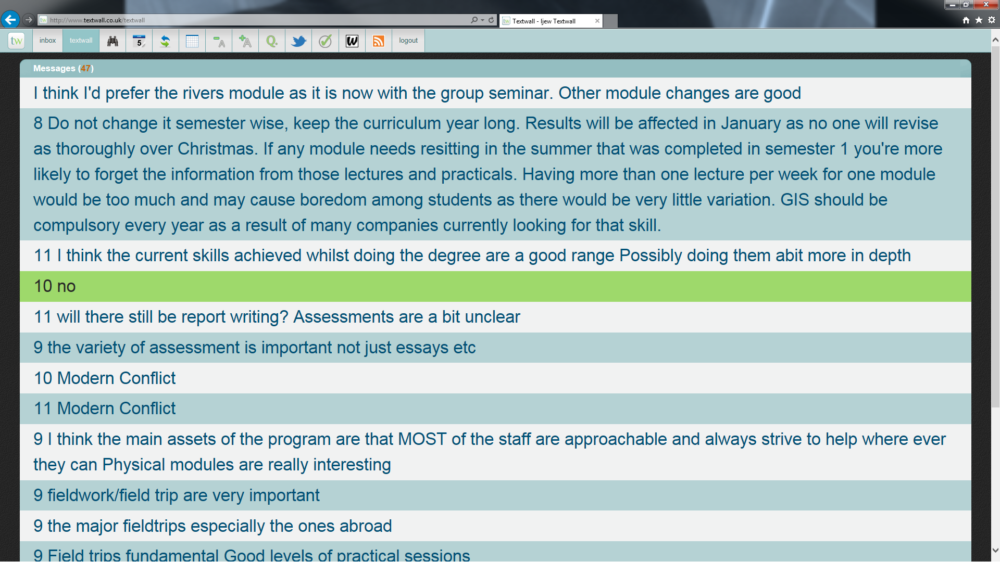 http://www.textwall.co.uk/textwall
tw Textwall - ljew Textwall
tw inbox textwall 5 A A Q. W logout
Messages (47)
I think I'd prefer the rivers module as it is now with the group seminar. Other module changes are good
8 Do not change it semester wise, keep the curriculum year long. Results will be affected in January as no one will revise
as thoroughly over Christmas. If any module needs resitting in the summer that was completed in semester 1 you're more
likely to forget the information from those lectures and practicals. Having more than one lecture per week for one module
would be too much and may cause boredom among students as there would be very little variation. GIS should be
compulsory every year as a result of many companies currently looking for that skill.
11 I think the current skills achieved whilst doing the degree are a good range Possibly doing them abit more in depth
10 no
11 will there still be report writing? Assessments are a bit unclear
9 the variety of assessment is important not just essays etc
10 Modern Conflict
11 Modern Conflict
9 I think the main assets of the program are that MOST of the staff are approachable and always strive to help where ever
they can Physical modules are really interesting
9 fieldwork/field trip are very important
9 the major fieldtrips especially the ones abroad
9 Field trips fundamental Good levels of practical sessions